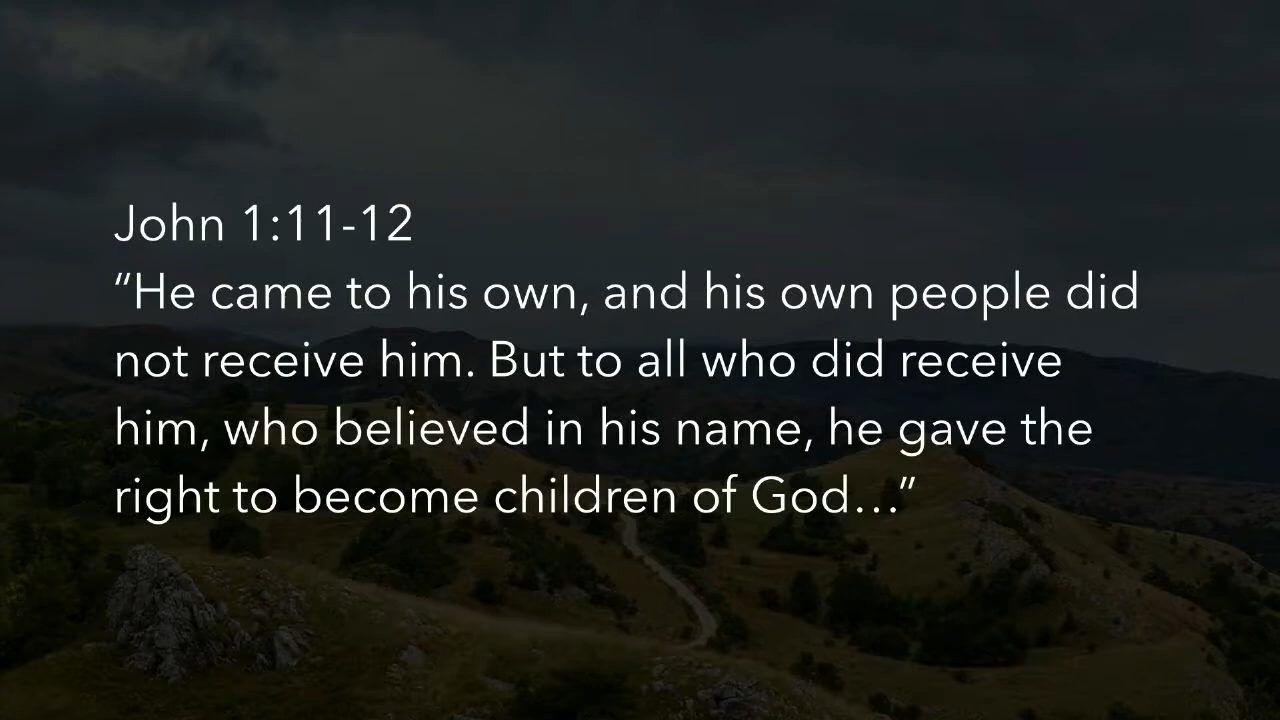 John 1:11-12
“He came to his own, and his own people did
not receive him. But to all who did receive
him, who believed in his name, he gave the
right to become children of God…”